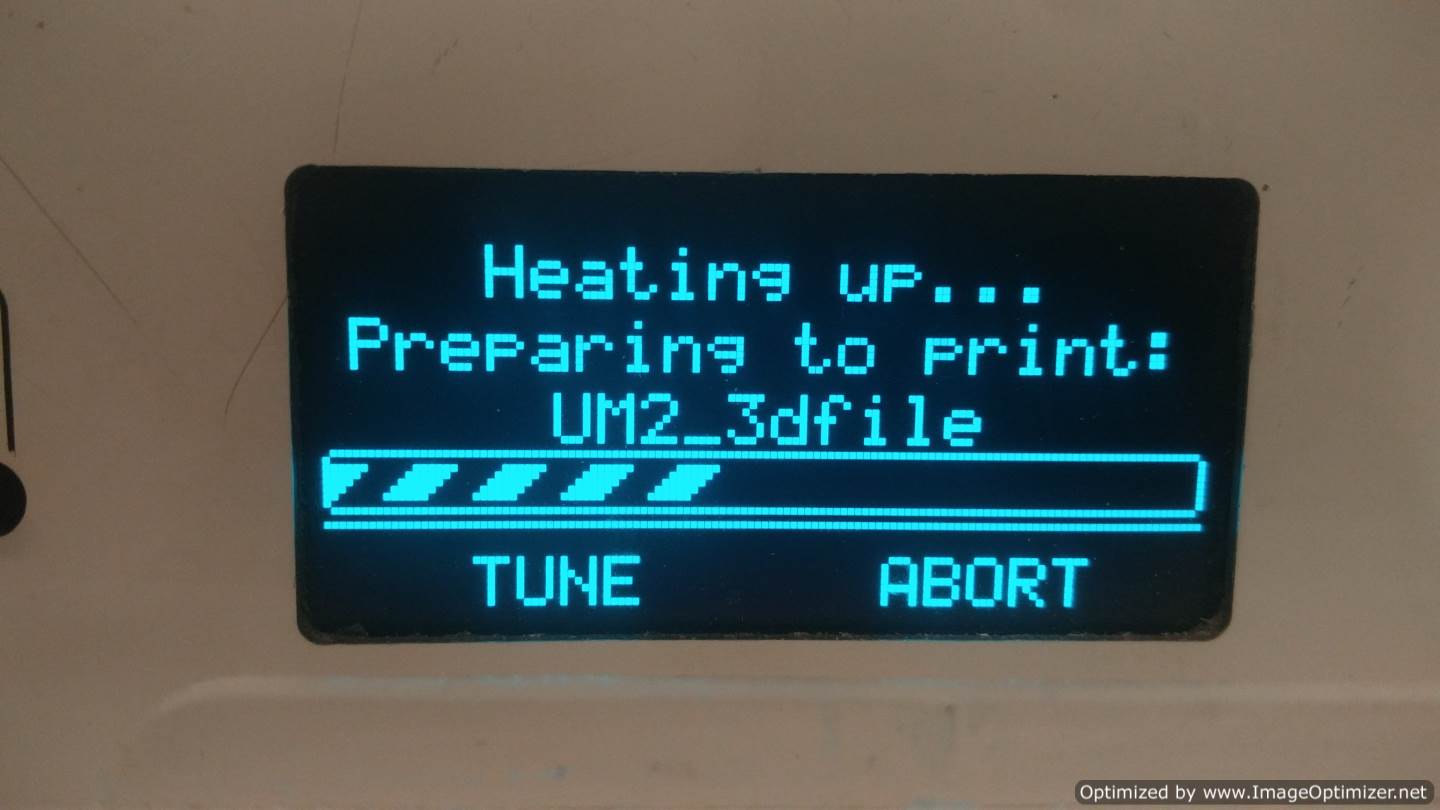 Heating up...
Preparing to print:
UM2_3dfile
TUNE ABORT
Optimized by www.ImageOptimizer.net